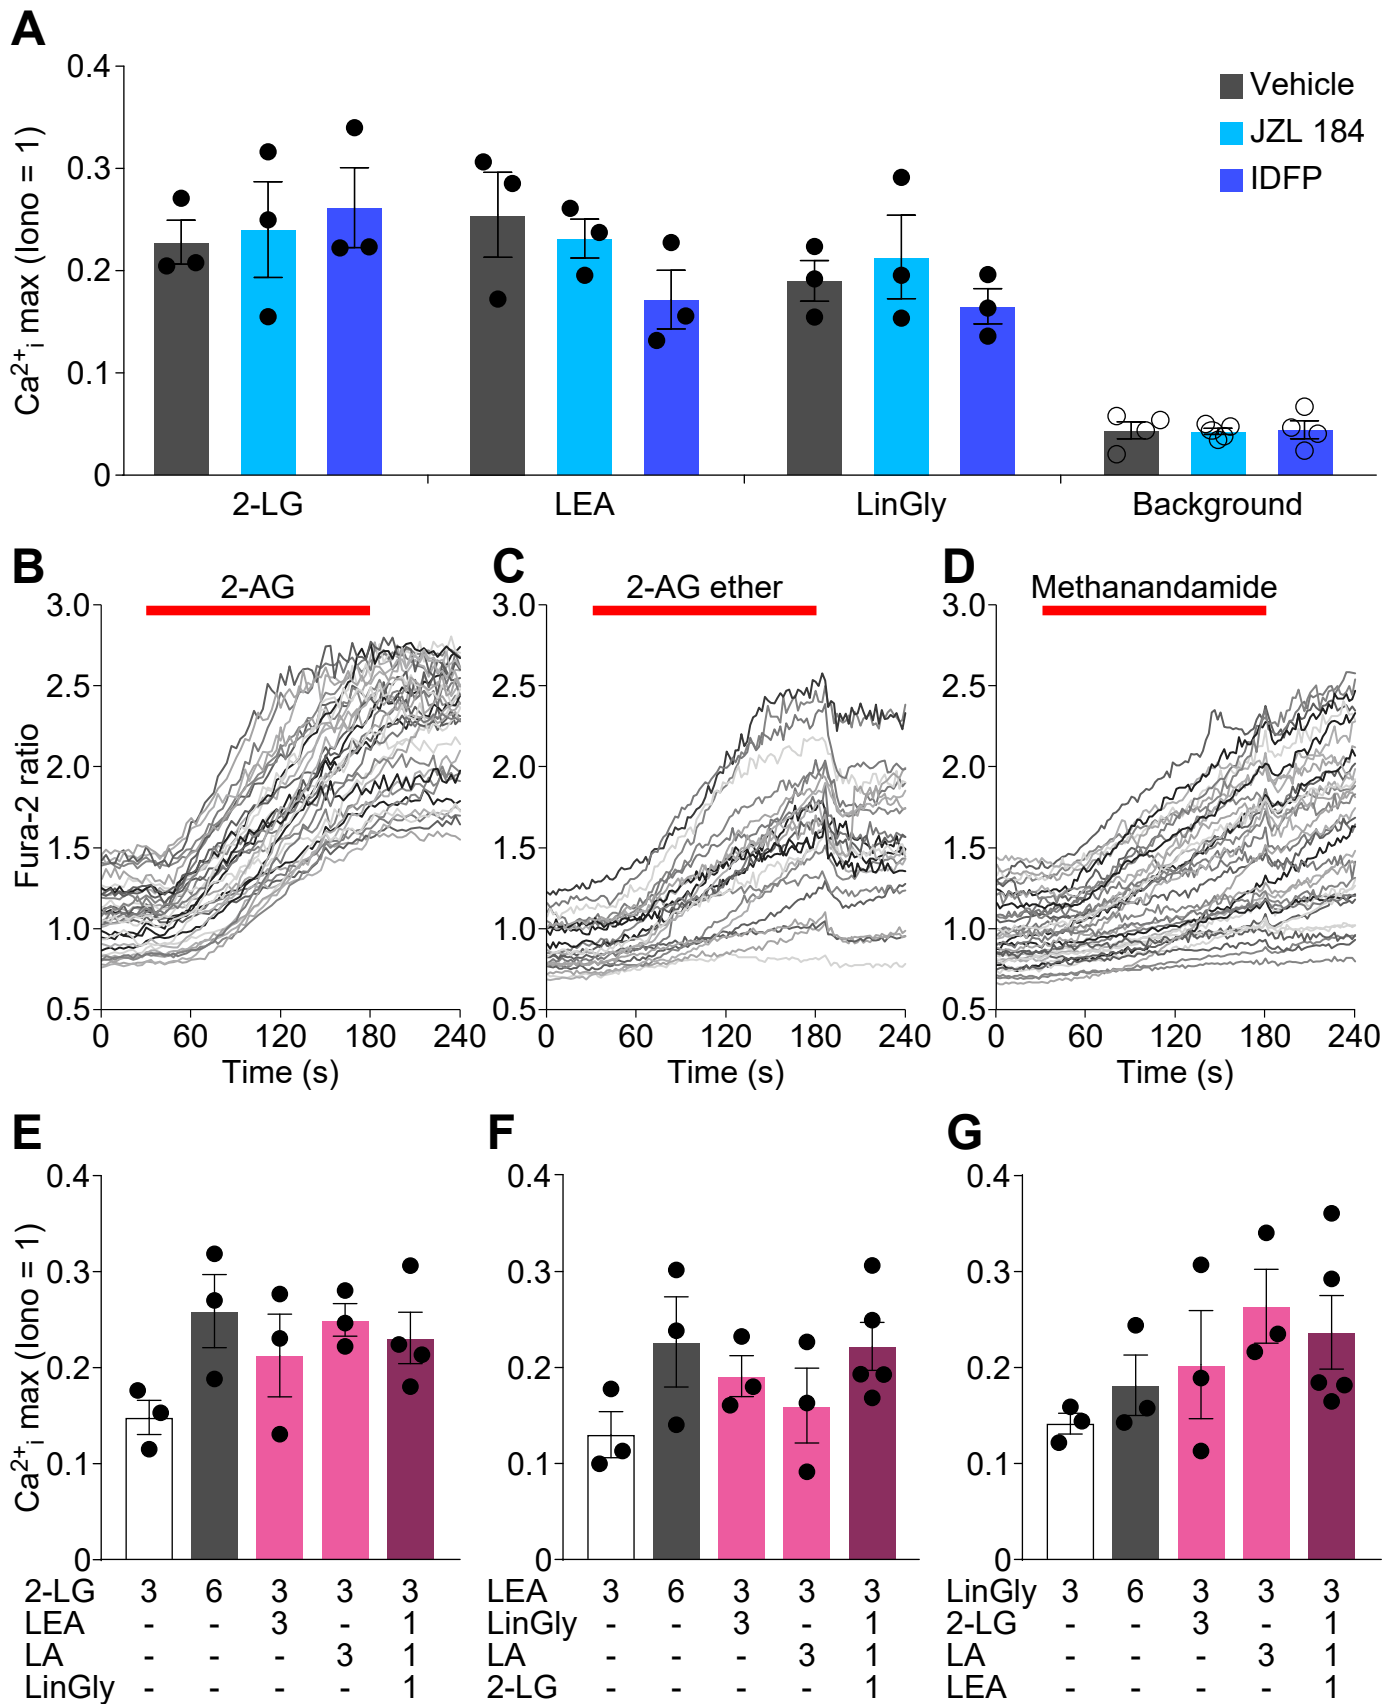 A
0.4
0.3
0.2
0.1
0
Ca²⁺ᵢ max (Iono = 1)
Vehicle
JZL 184
IDFP
2-LG LEA LinGly Background
B C D
2-AG 2-AG ether Methanandamide
3.0 3.0 3.0
2.5 2.5 2.5
2.0 2.0 2.0
1.5 1.5 1.5
1.0 1.0 1.0
0.5 0.5 0.5
Fura-2 ratio
0 60 120 180 240 0 60 120 180 240 0 60 120 180 240
Time (s) Time (s) Time (s)
E F G
0.4 0.4 0.4
0.3 0.3 0.3
0.2 0.2 0.2
0.1 0.1 0.1
0 0 0
Ca²⁺ᵢ max (Iono = 1)
2-LG 3 6 3 3 3 LEA 3 6 3 3 3 LinGly 3 6 3 3 3
LEA - - 3 - 1 LinGly - - 3 - 1 2-LG - - 3 - 1
LA - - - 3 1 LA - - - 3 1 LA - - - 3 1
LinGly - - - - 1 2-LG - - - - 1 LEA - - - - 1